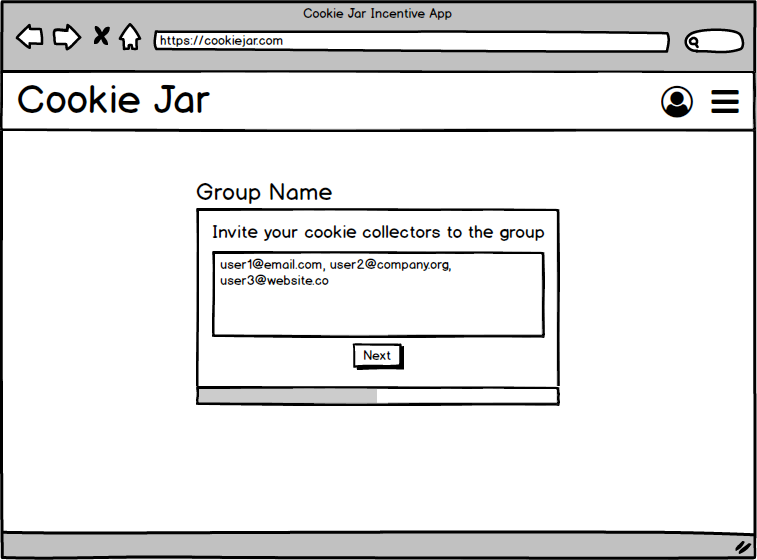 Cookie Jar Incentive App
https://cookiejar.com
Cookie Jar
Group Name
Invite your cookie collectors to the group
user1@email.com, user2@company.org,
user3@website.co
Next